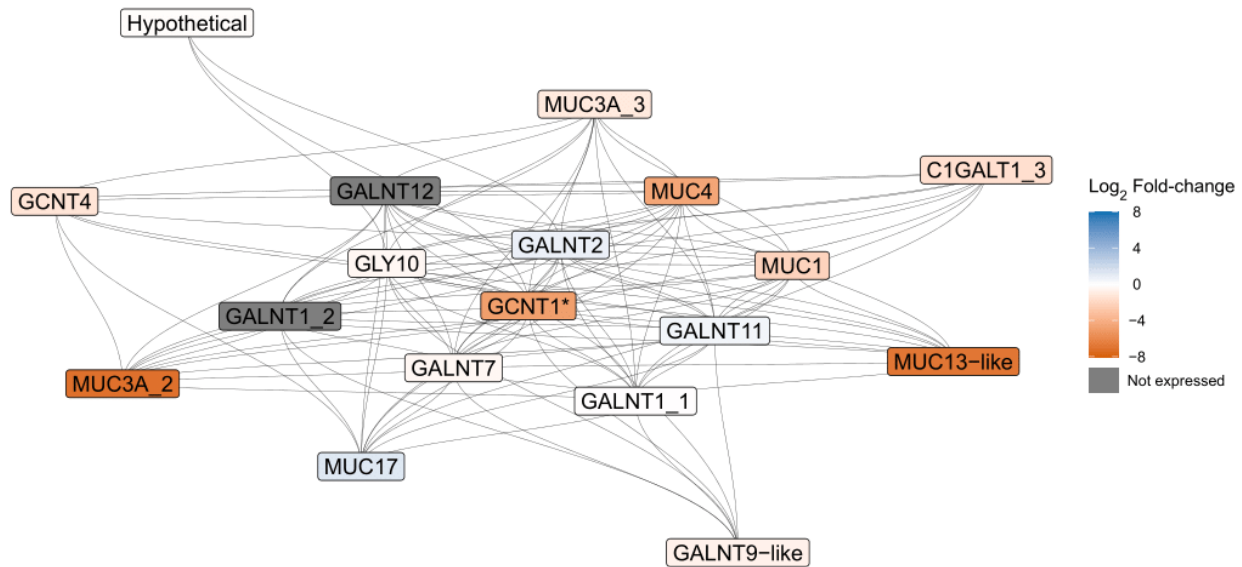 Hypothetical
MUC3A_3
C1GALT1_3
GCNT4
GALNT12
MUC4
GALNT2
GLY10
MUC1
GALNT1_2
GCNT1*
GALNT11
GALNT7
MUC13−like
MUC3A_2
GALNT1_1
MUC17
GALNT9−like
Log2 Fold-change
8
4
0
−4
−8
Not expressed